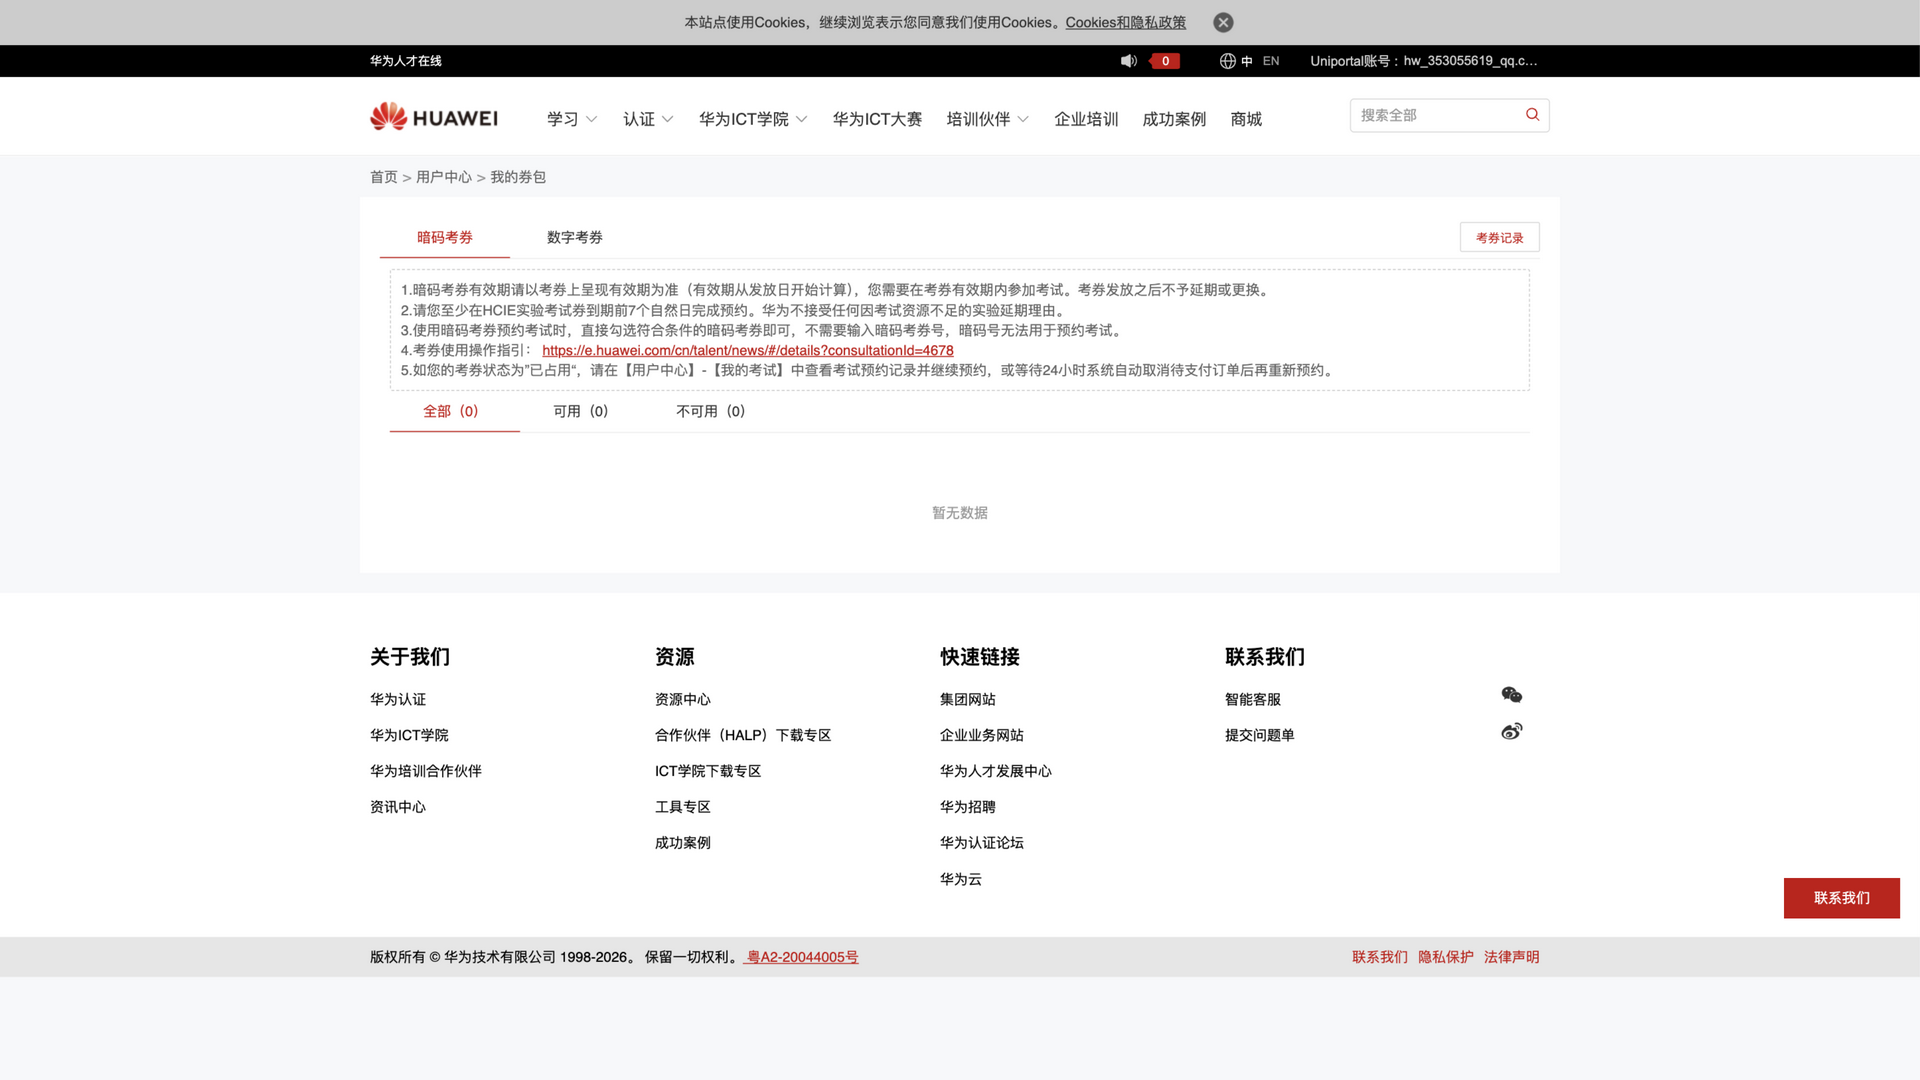 本站点使用Cookies，继续浏览表示您同意我们使用Cookies。Cookies和隐私政策
华为人才在线
0
中 EN
Uniportal账号 : hw_353055619_qq.c...
HUAWEI
学习
认证
华为ICT学院
华为ICT大赛
培训伙伴
企业培训
成功案例
商城
搜索全部
首页 > 用户中心 > 我的券包
暗码考券
数字考券
考券记录
1.暗码考券有效期请以考券上呈现有效期为准（有效期从发放日开始计算），您需要在考券有效期内参加考试。考券发放之后不予延期或更换。
2.请您至少在HCIE实验考试券到期前7个自然日完成预约。华为不接受任何因考试资源不足的实验延期理由。
3.使用暗码考券预约考试时，直接勾选符合条件的暗码考券即可，不需要输入暗码考券号，暗码号无法用于预约考试。
4.考券使用操作指引： https://e.huawei.com/cn/talent/news/#/details?consultationId=4678
5.如您的考券状态为”已占用“，请在【用户中心】-【我的考试】中查看考试预约记录并继续预约，或等待24小时系统自动取消待支付订单后再重新预约。
全部（0）
可用（0）
不可用（0）
暂无数据
关于我们
华为认证
华为ICT学院
华为培训合作伙伴
资讯中心
资源
资源中心
合作伙伴（HALP）下载专区
ICT学院下载专区
工具专区
成功案例
快速链接
集团网站
企业业务网站
华为人才发展中心
华为招聘
华为认证论坛
华为云
联系我们
智能客服
提交问题单
联系我们
版权所有 © 华为技术有限公司 1998-2026。 保留一切权利。 粤A2-20044005号
联系我们 隐私保护 法律声明